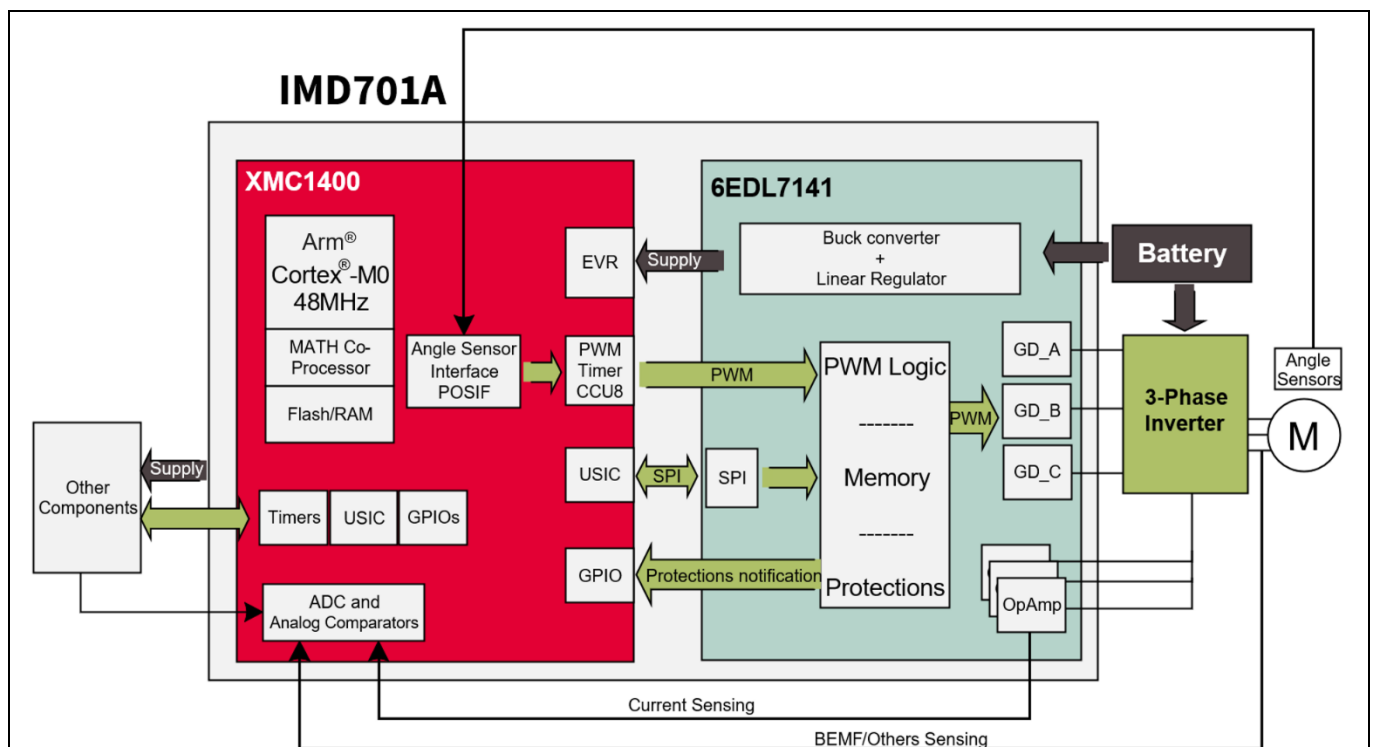 IMD701A
XMC1400
Arm®
Cortex®-M0
48MHz
MATH Co-
Processor
Flash/RAM
Angle Sensor
Interface
POSIF
EVR
PWM
Timer
CCU8
USIC
GPIO
Timers
USIC
GPIOs
ADC and
Analog Comparators
Supply
PWM
SPI
Protections notification
6EDL7141
Buck converter
+
Linear Regulator
SPI
PWM Logic
-------
Memory
-------
Protections
PWM
GD_A
GD_B
GD_C
OpAmp
Battery
3-Phase
Inverter
Angle
Sensors
M
Other
Components
Supply
Current Sensing
BEMF/Others Sensing